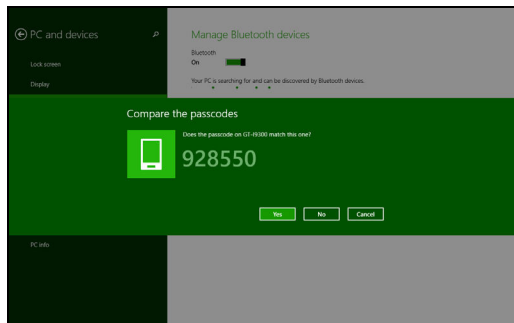 PC and devices
Manage Bluetooth devices
Bluetooth
On
Lock screen
Your PC is searching for and can be discovered by Bluetooth devices.
Display
Compare the passcodes
Does the passcode on GT-I9300 match this one?
928550
Yes No Cancel
PC info